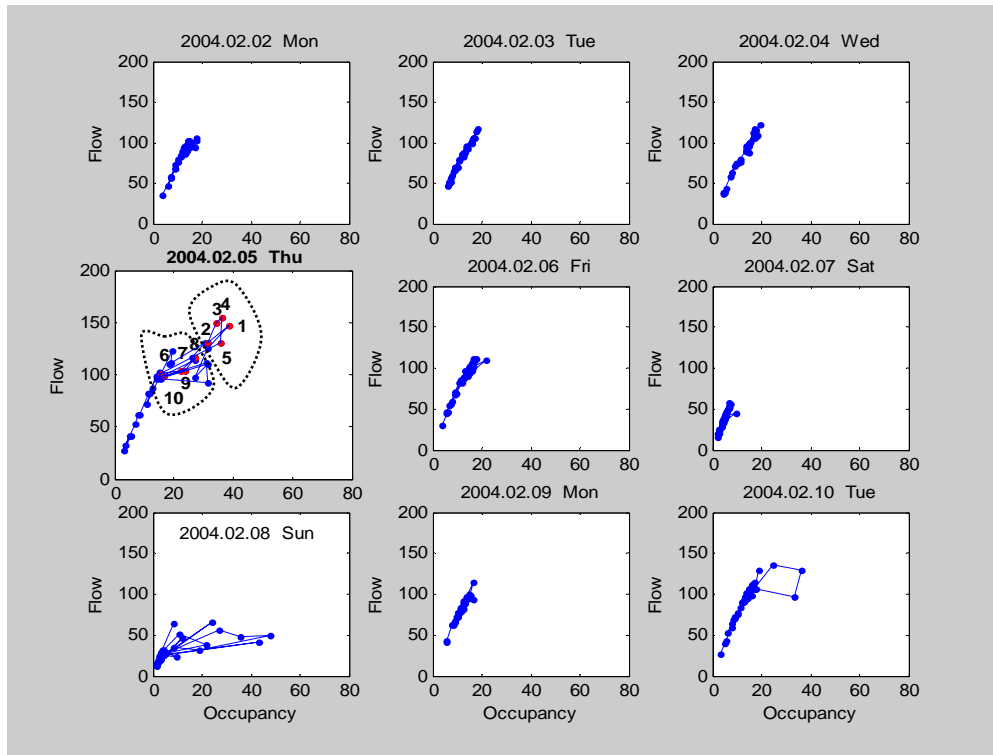 2004.02.02 Mon
2004.02.03 Tue
2004.02.04 Wed
200
150
100
50
0
Flow
0 20 40 60 80
200
150
100
50
0
Flow
0 20 40 60 80
200
150
100
50
0
Flow
0 20 40 60 80
2004.02.05 Thu
200
150
100
50
0
Flow
0 20 40 60 80
1
2
3
4
5
6
7
8
9
10
2004.02.06 Fri
200
150
100
50
0
Flow
0 20 40 60 80
2004.02.07 Sat
200
150
100
50
0
Flow
0 20 40 60 80
2004.02.08 Sun
200
150
100
50
0
Flow
0 20 40 60 80
Occupancy
2004.02.09 Mon
200
150
100
50
0
Flow
0 20 40 60 80
Occupancy
2004.02.10 Tue
200
150
100
50
0
Flow
0 20 40 60 80
Occupancy